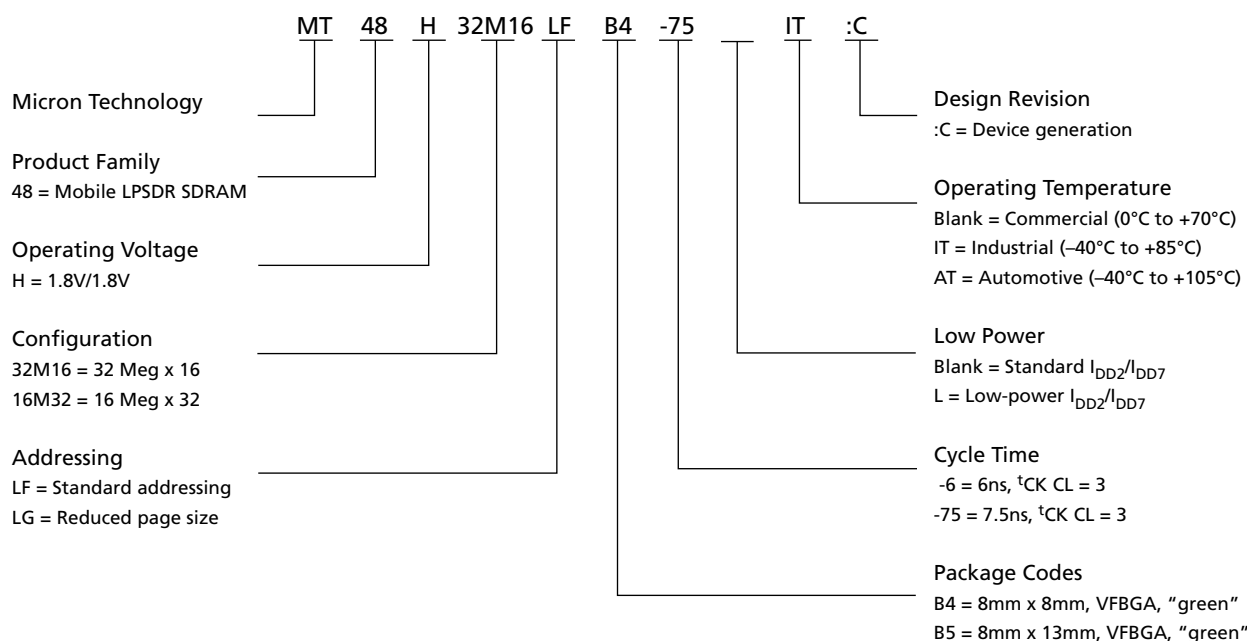 MT 48 H 32M16 LF B4 -75 IT :C
Micron Technology
Product Family
48 = Mobile LPSDR SDRAM
Operating Voltage
H = 1.8V/1.8V
Configuration
32M16 = 32 Meg x 16
16M32 = 16 Meg x 32
Addressing
LF = Standard addressing
LG = Reduced page size
Design Revision
:C = Device generation
Operating Temperature
Blank = Commercial (0°C to +70°C)
IT = Industrial (–40°C to +85°C)
AT = Automotive (–40°C to +105°C)
Low Power
Blank = Standard IDD2/IDD7
L = Low-power IDD2/IDD7
Cycle Time
-6 = 6ns, tCK CL = 3
-75 = 7.5ns, tCK CL = 3
Package Codes
B4 = 8mm x 8mm, VFBGA, “green”
B5 = 8mm x 13mm, VFBGA, “green”